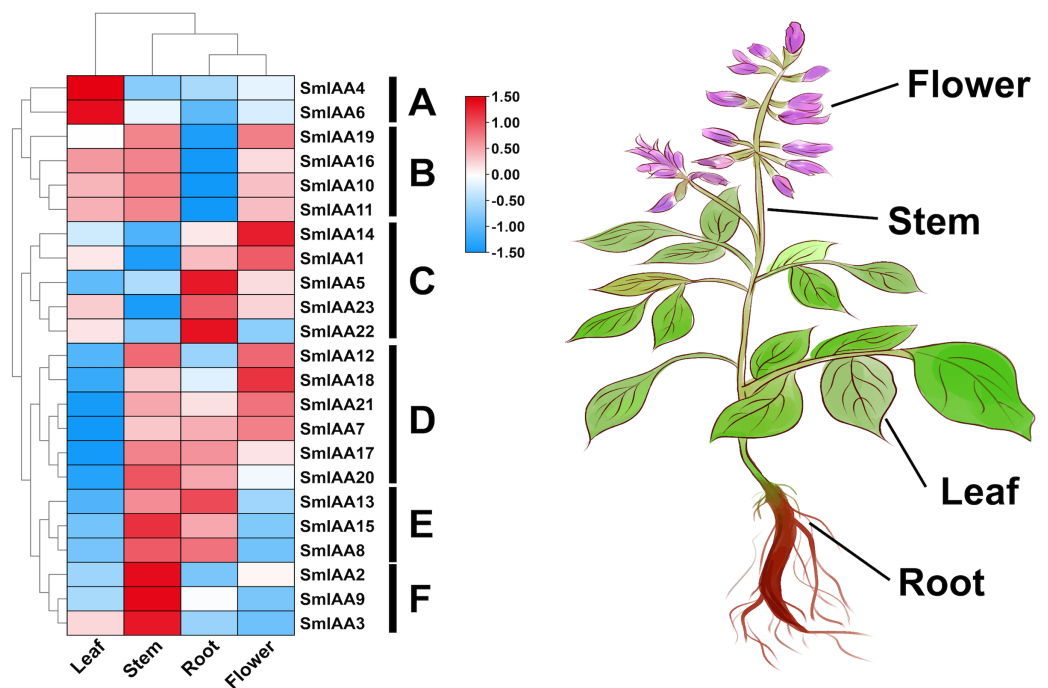 SmIAA4
SmIAA6
SmIAA19
SmIAA16
SmIAA10
SmIAA11
SmIAA14
SmIAA1
SmIAA5
SmIAA23
SmIAA22
SmIAA12
SmIAA18
SmIAA21
SmIAA7
SmIAA17
SmIAA20
SmIAA13
SmIAA15
SmIAA8
SmIAA2
SmIAA9
SmIAA3
A
B
C
D
E
F
Leaf
Stem
Root
Flower
1.50
1.00
0.50
0.00
-0.50
-1.00
-1.50
Flower
Stem
Leaf
Root